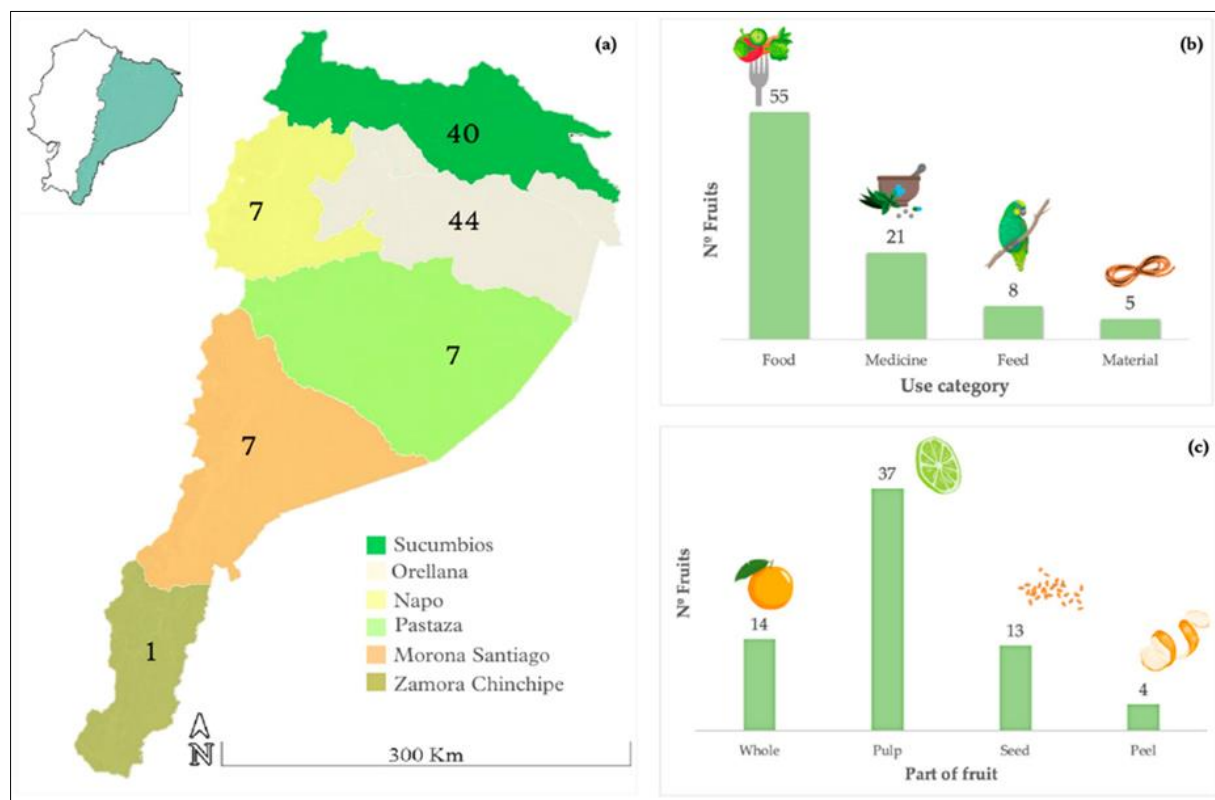 (a)
40
7
44
7
7
1
Sucumbios
Orellana
Napo
Pastaza
Morona Santiago
Zamora Chinchipe
N
300 Km
(b)
Nº Fruits
55
21
8
5
Food
Medicine
Feed
Material
Use category
(c)
Nº Fruits
14
37
13
4
Whole
Pulp
Seed
Peel
Part of fruit